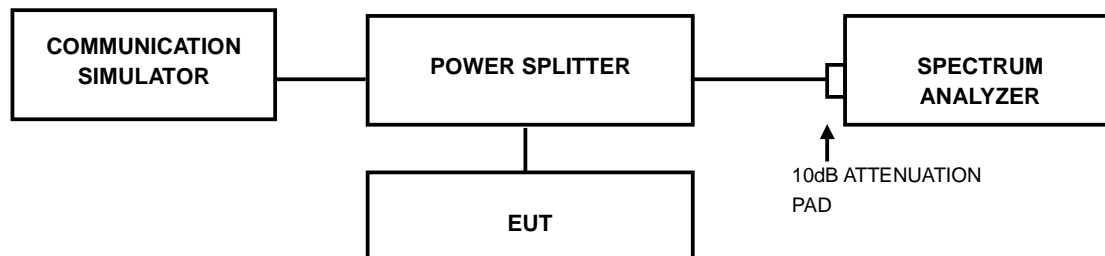 COMMUNICATION
SIMULATOR
POWER SPLITTER
SPECTRUM
ANALYZER
10dB ATTENUATION
PAD
EUT